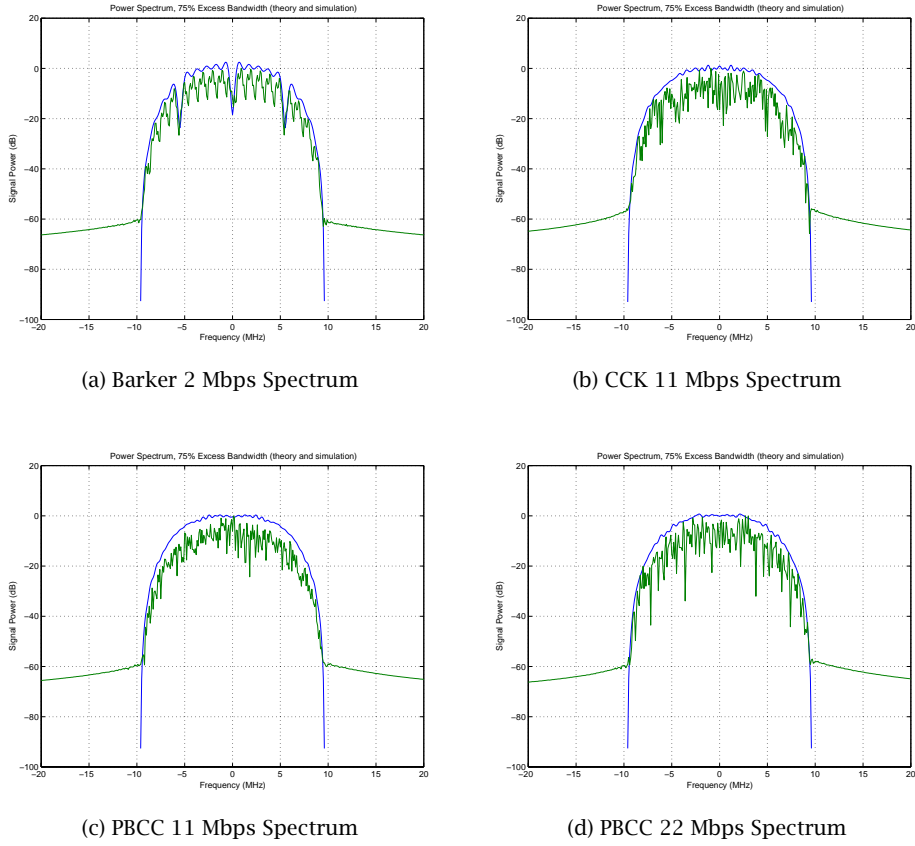 Power Spectrum, 75% Excess Bandwidth (theory and simulation)
20
0
−20
−40
−60
−80
−100
Signal Power (dB)
−20 −15 −10 −5 0 5 10 15 20
Frequency (MHz)
(a) Barker 2 Mbps Spectrum
Power Spectrum, 75% Excess Bandwidth (theory and simulation)
20
0
−20
−40
−60
−80
−100
Signal Power (dB)
−20 −15 −10 −5 0 5 10 15 20
Frequency (MHz)
(b) CCK 11 Mbps Spectrum
Power Spectrum, 75% Excess Bandwidth (theory and simulation)
20
0
−20
−40
−60
−80
−100
Signal Power (dB)
−20 −15 −10 −5 0 5 10 15 20
Frequency (MHz)
(c) PBCC 11 Mbps Spectrum
Power Spectrum, 75% Excess Bandwidth (theory and simulation)
20
0
−20
−40
−60
−80
−100
Signal Power (dB)
−20 −15 −10 −5 0 5 10 15 20
Frequency (MHz)
(d) PBCC 22 Mbps Spectrum